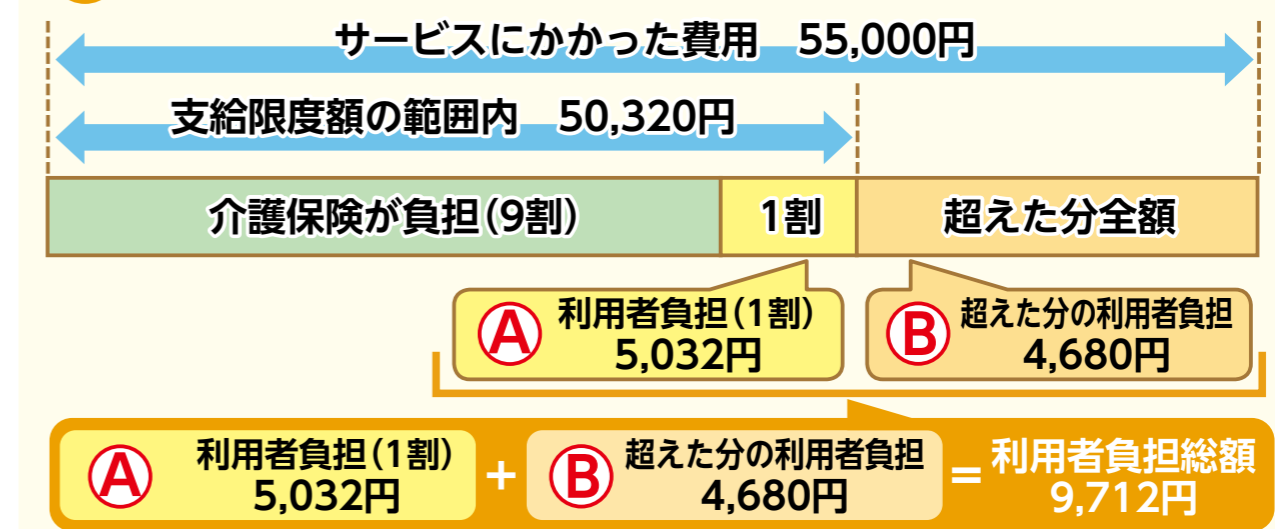 サービスにかかった費用　55,000円
支給限度額の範囲内　50,320円
介護保険が負担(9割)
1割
超えた分全額
A 利用者負担(1割)
5,032円
B 超えた分の利用者負担
4,680円
A 利用者負担(1割)
5,032円
+
B 超えた分の利用者負担
4,680円
=
利用者負担総額
9,712円